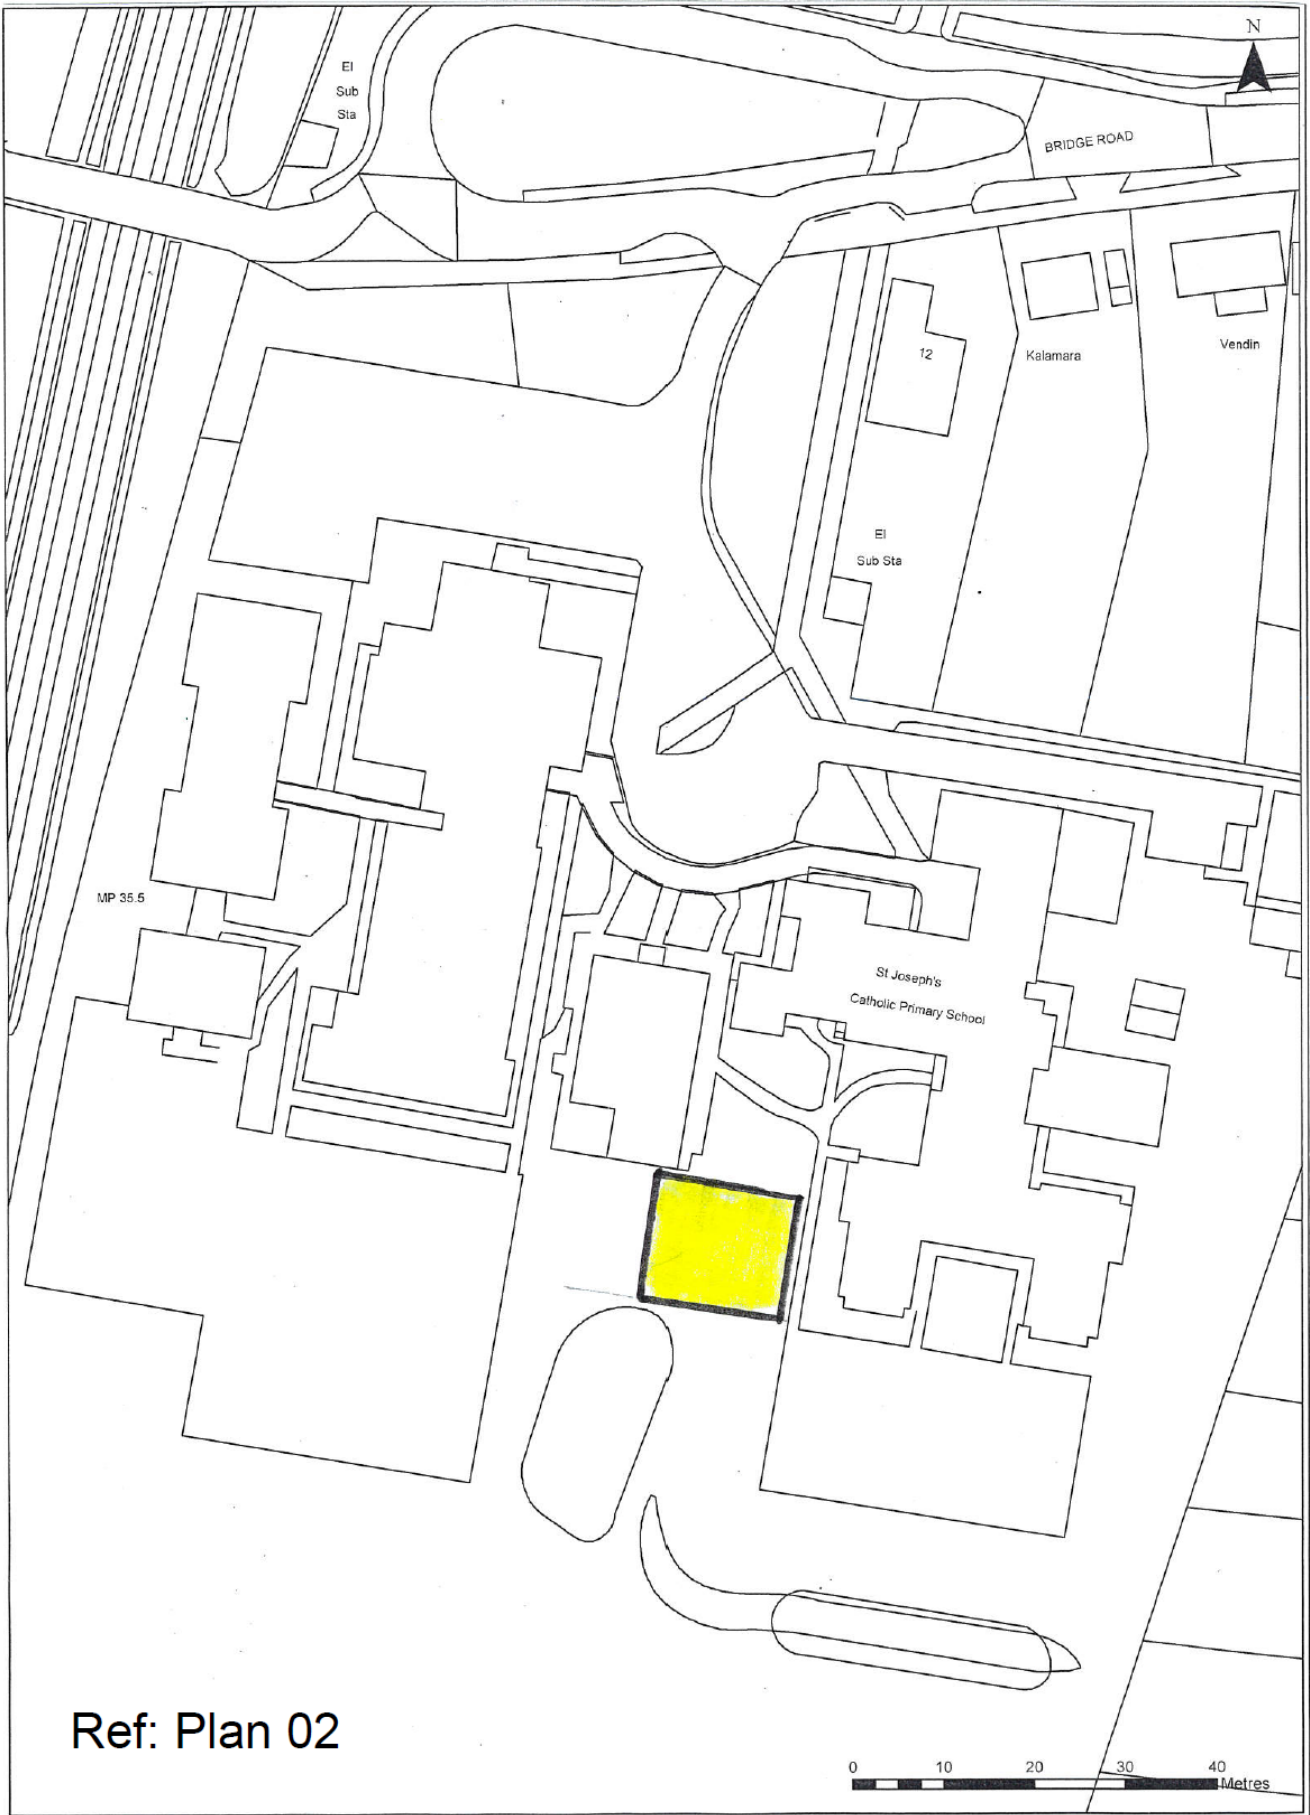 N
El
Sub
Sta
BRIDGE ROAD
12
Kalamara
Vendin
El
Sub Sta
MP 35.5
St Joseph's
Catholic Primary School
Ref: Plan 02
0 10 20 30 40
Metres